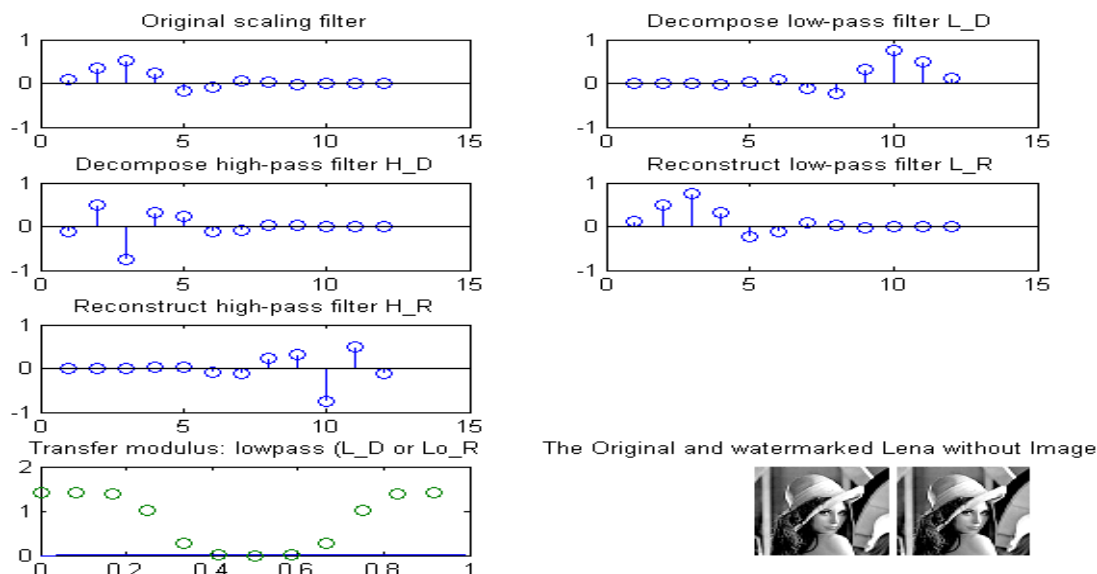 Original scaling filter
1
0
-1
0 5 10 15
Decompose low-pass filter L_D
1
0
-1
0 5 10 15
Decompose high-pass filter H_D
1
0
-1
0 5 10 15
Reconstruct low-pass filter L_R
1
0
-1
0 5 10 15
Reconstruct high-pass filter H_R
1
0
-1
0 5 10 15
Transfer modulus: lowpass (L_D or Lo_R
2
1
0
0 0.2 0.4 0.6 0.8 1
The Original and watermarked Lena without Image